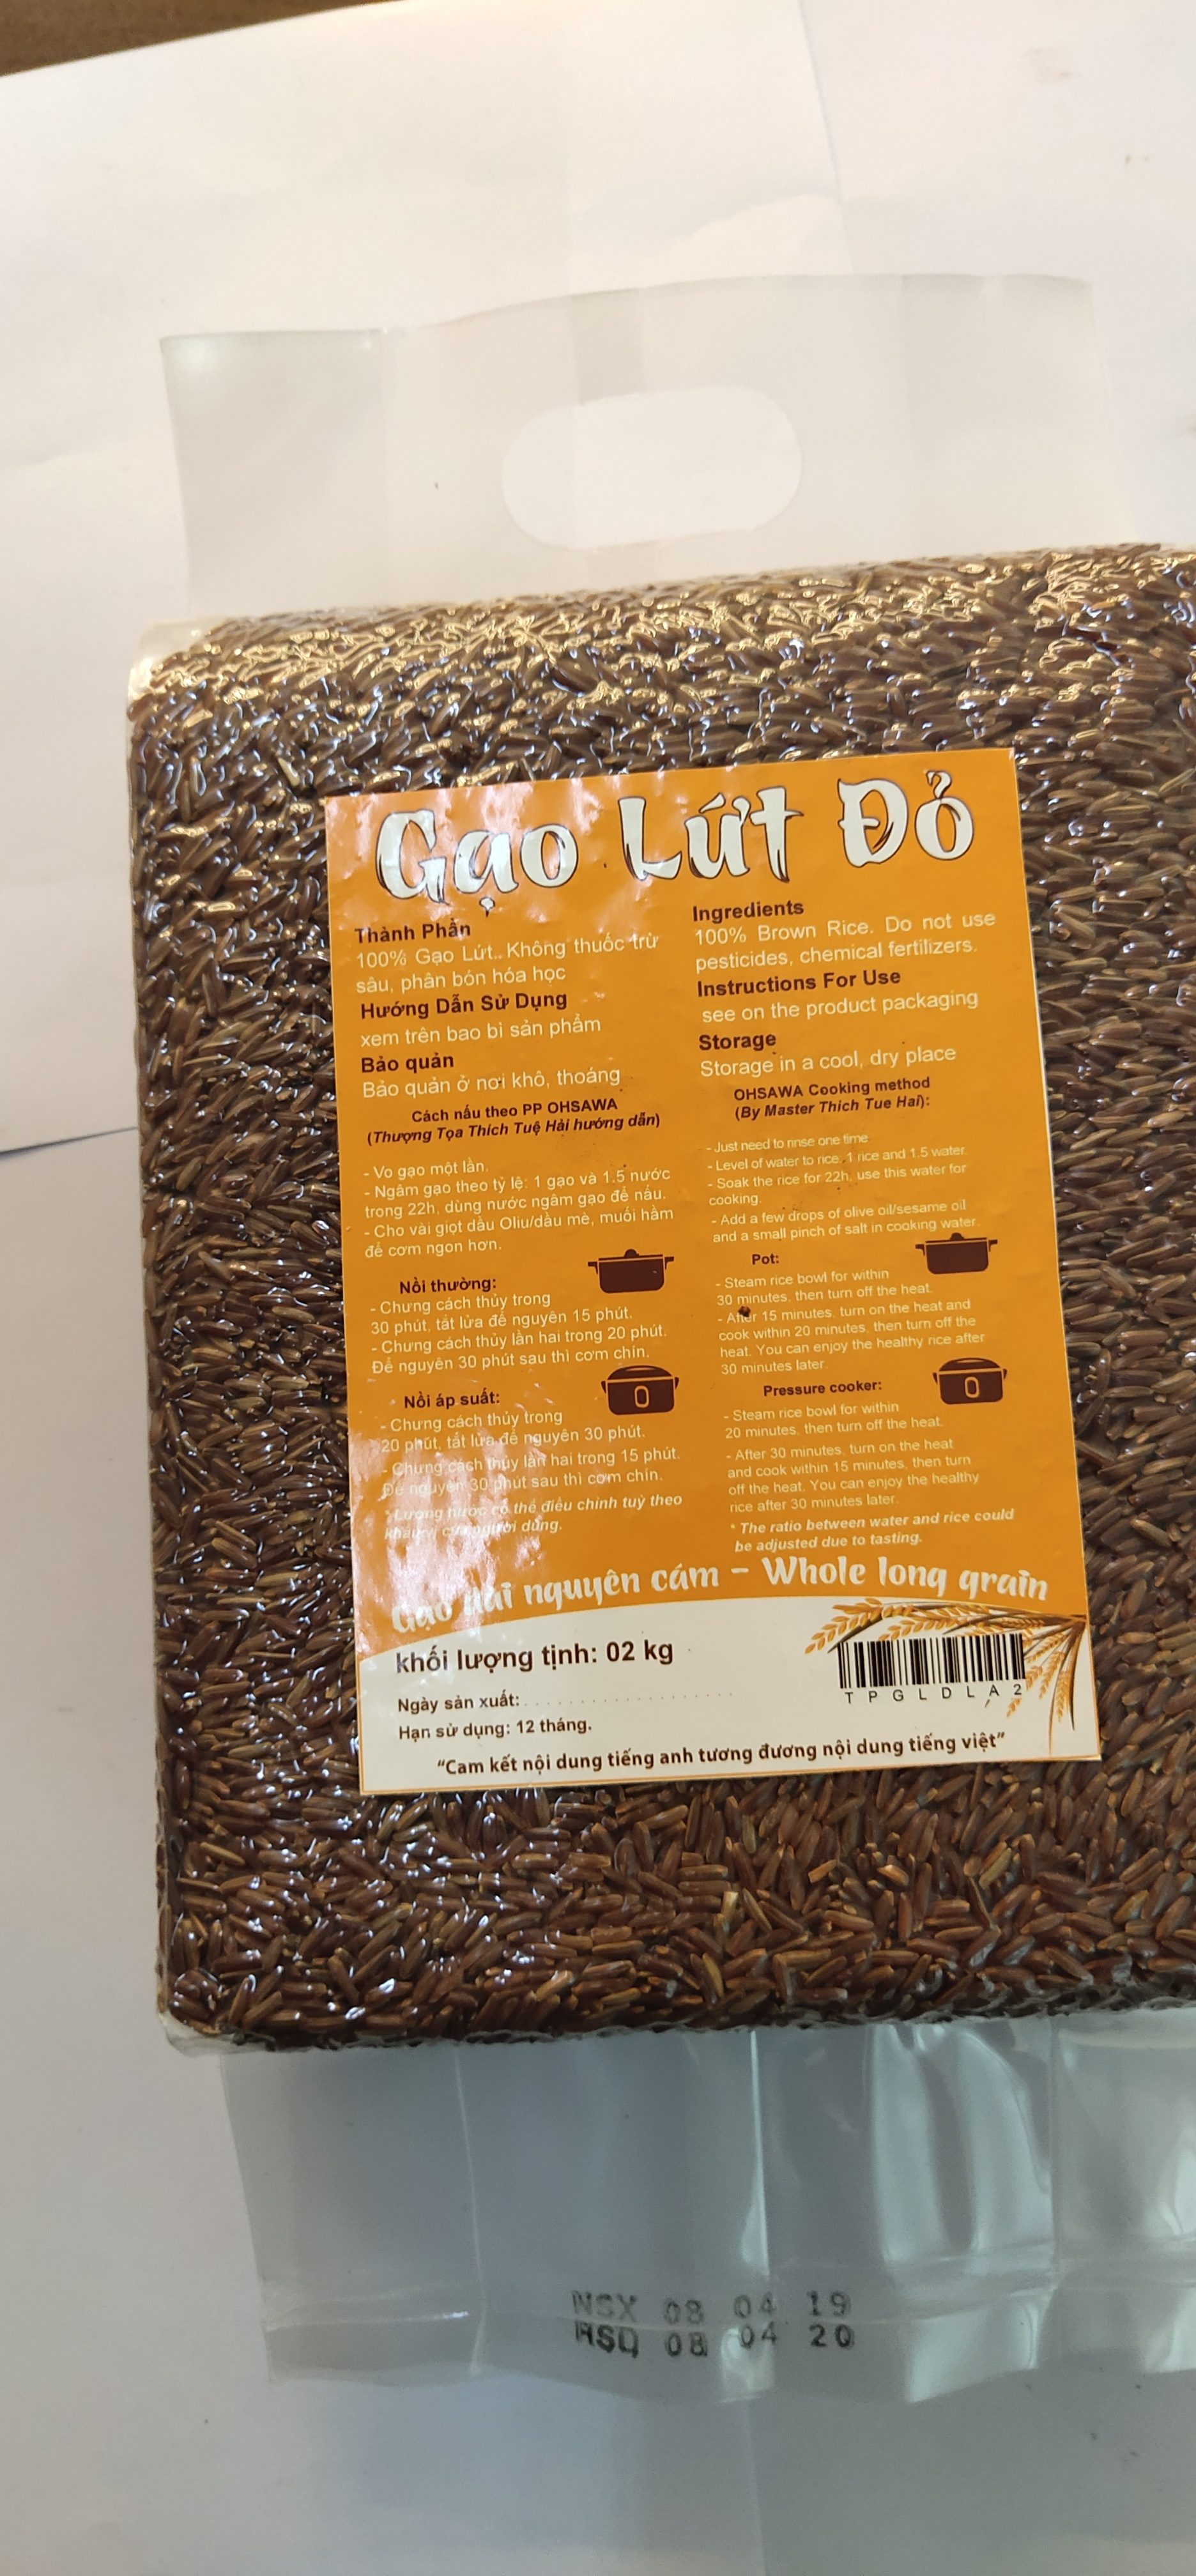 Gạo Lứt Đỏ
Thành Phần
100% Gạo Lứt. Không thuốc trừ
sâu, phân bón hóa học
Hướng Dẫn Sử Dụng
xem trên bao bì sản phẩm
Bảo quản
Bảo quản ở nơi khô, thoáng
Cách nấu theo PP OHSAWA
(Thượng Tọa Thích Tuệ Hải hướng dẫn)
- Vo gạo một lần.
- Ngâm gạo theo tỷ lệ: 1 gạo và 1.5 nước
trong 22h, dùng nước ngâm gạo để nấu.
- Cho vài giọt dầu Oliu/dầu mè, muối hầm
để cơm ngon hơn.
Nồi thường:
- Chưng cách thủy trong
30 phút, tắt lửa để nguyên 15 phút.
- Chưng cách thủy lần hai trong 20 phút.
Để nguyên 30 phút sau thì cơm chín.
Nồi áp suất:
- Chưng cách thủy trong
20 phút, tắt lửa để nguyên 30 phút.
- Chưng cách thủy lần hai trong 15 phút.
Để nguyên 30 phút sau thì cơm chín.
* Lượng nước có thể điều chỉnh tuỳ theo
khẩu vị của người dùng.
Ingredients
100% Brown Rice. Do not use
pesticides, chemical fertilizers.
Instructions For Use
see on the product packaging
Storage
Storage in a cool, dry place
OHSAWA Cooking method
(By Master Thich Tue Hai):
- Just need to rinse one time.
- Level of water to rice, 1 rice and 1.5 water.
- Soak the rice for 22h, use this water for
cooking.
- Add a few drops of olive oil/sesame oil
and a small pinch of salt in cooking water.
Pot:
- Steam rice bowl for within
30 minutes, then turn off the heat.
- After 15 minutes, turn on the heat and
cook within 20 minutes, then turn off the
heat. You can enjoy the healthy rice after
30 minutes later.
Pressure cooker:
- Steam rice bowl for within
20 minutes, then turn off the heat.
- After 30 minutes, turn on the heat
and cook within 15 minutes, then turn
off the heat. You can enjoy the healthy
rice after 30 minutes later.
* The ratio between water and rice could
be adjusted due to tasting.
Gạo dài nguyên cám - Whole long grain
khối lượng tịnh: 02 kg
Ngày sản xuất:
Hạn sử dụng: 12 tháng.
TPGLDLA2
“Cam kết nội dung tiếng anh tương đương nội dung tiếng việt”
NSX 08 04 19
HSD 08 04 20